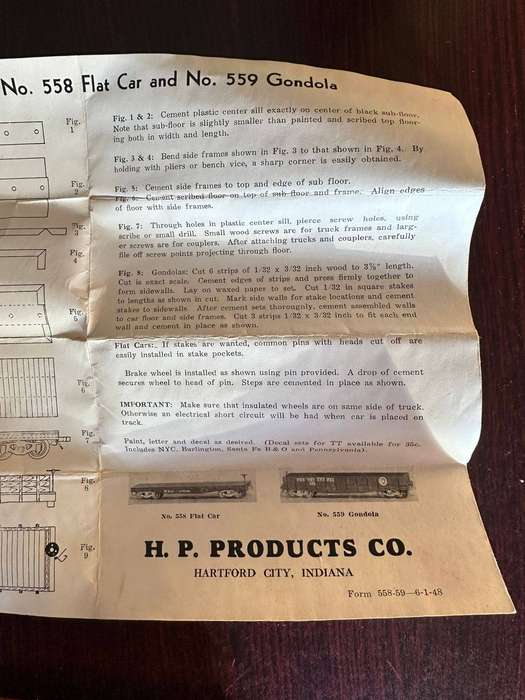 No. 558 Flat Car and No. 559 Gondola
Fig.
1
Fig. 1 & 2: Cement plastic center sill exactly on center of black sub-floor.
Note that sub-floor is slightly smaller than painted and scribed top floor-
ing both in width and length.
Fig.
2
Fig. 3 & 4: Bend side frames shown in Fig. 3 to that shown in Fig. 4. By
holding with pliers or bench vice, a sharp corner is easily obtained.
Fig. 5: Cement side frames to top and edge of sub floor.
Fig. 6: Cement scribed floor on top of sub-floor and frame. Align edges
of floor with side frames.
Fig.
3
Fig.
4
Fig. 7: Through holes in plastic center sill, pierce screw holes, using
scribe or small drill. Small wood screws are for truck frames and larg-
er screws are for couplers. After attaching trucks and couplers, carefully
file off screw points projecting through floor.
Fig.
5
Fig. 8: Gondolas: Cut 6 strips of 1/32 x 3/32 inch wood to 3⅞" length.
Cut is exact scale. Cement edges of strips and press firmly together to
form sidewalls. Lay on waxed paper to set. Cut 1/32 in square stakes
to lengths as shown in cut. Mark side walls for stake locations and cement
stakes to sidewalls. After cement sets thoroughly, cement assembled walls
to car floor and side frames. Cut 3 strips 1/32 x 3/32 inch to fit each end
wall and cement in place as shown.
Flat Cars: If stakes are wanted, common pins with heads cut off are
easily installed in stake pockets.
Fig.
6
Brake wheel is installed as shown using pin provided. A drop of cement
secures wheel to head of pin. Steps are cemented in place as shown.
IMPORTANT: Make sure that insulated wheels are on same side of truck.
Otherwise an electrical short circuit will be had when car is placed on
track.
Fig.
7
Paint, letter and decal as desired. (Decal sets for TT available for 35c.
Includes NYC, Burlington, Santa Fe B & O and Pennsylvania).
Fig.
8
No. 558 Flat Car
No. 559 Gondola
Fig.
9
H. P. PRODUCTS CO.
HARTFORD CITY, INDIANA
Form 558-59—6-1-48